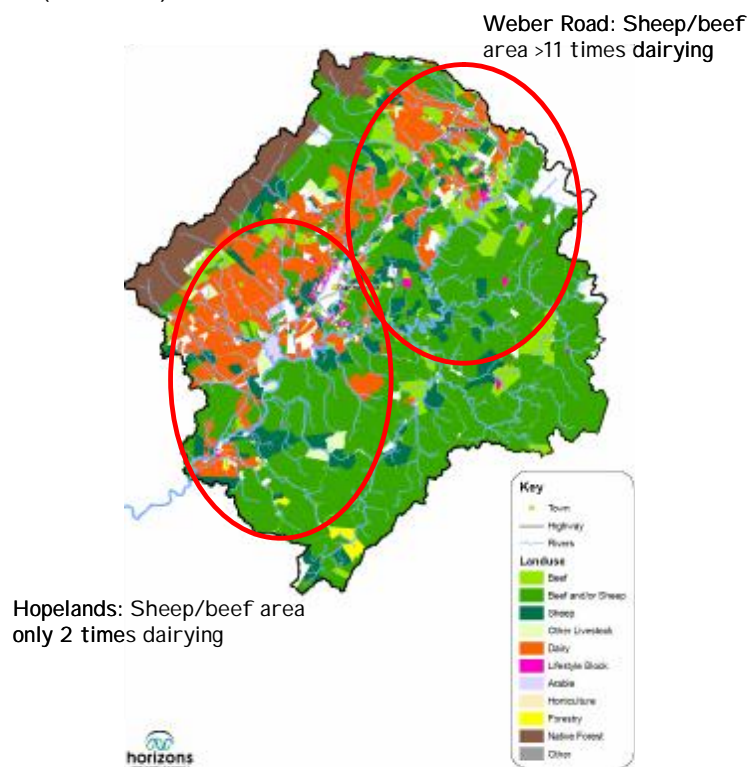 Weber Road: Sheep/beef
area >11 times dairying
Hopelands: Sheep/beef area
only 2 times dairying
Key
Town
Highway
Rivers
Landuse
Beef
Beef and/or Sheep
Sheep
Other Livestock
Dairy
Lifestyle Block
Arable
Horticulture
Forestry
Native Forest
Other
horizons